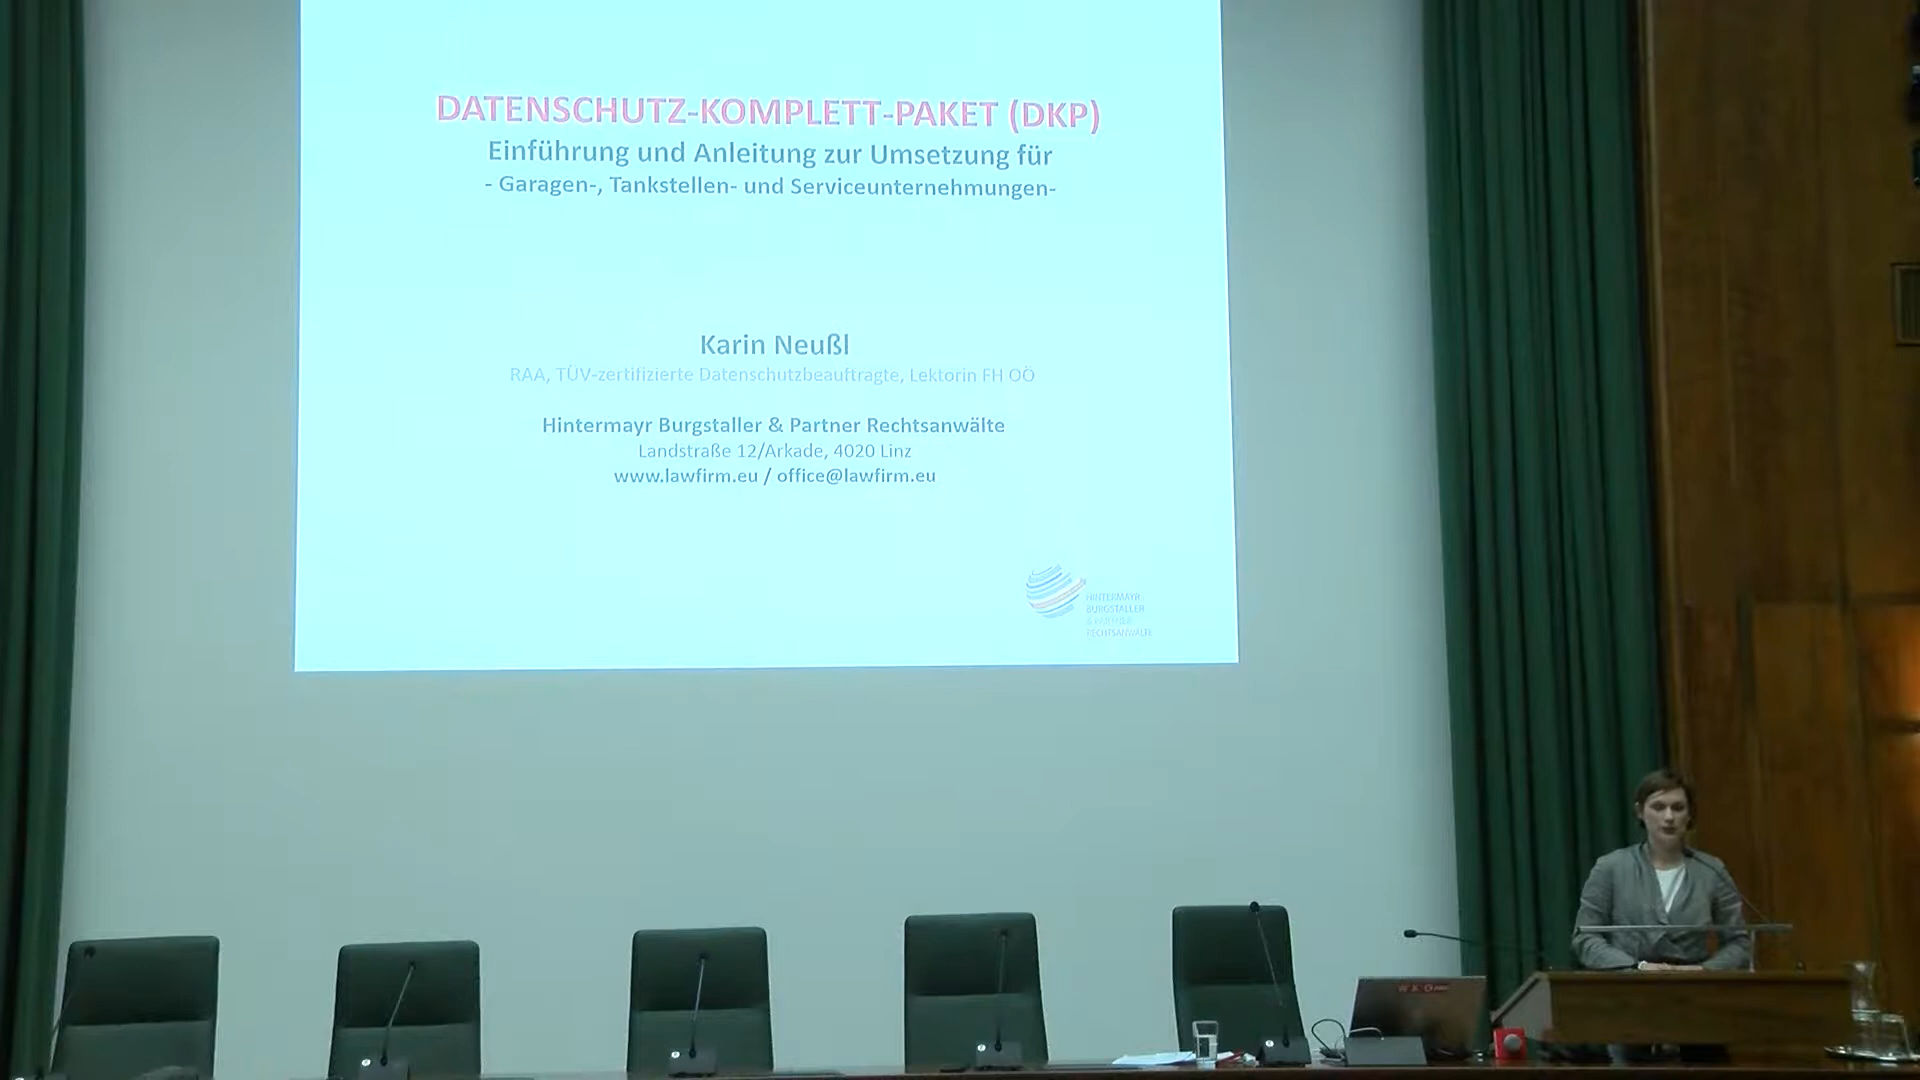 DATENSCHUTZ-KOMPLETT-PAKET (DKP)
Einführung und Anleitung zur Umsetzung für
- Garagen-, Tankstellen- und Serviceunternehmungen-
Karin Neußl
RAA, TÜV-zertifizierte Datenschutzbeauftragte, Lektorin FH OÖ
Hintermayr Burgstaller & Partner Rechtsanwälte
Landstraße 12/Arkade, 4020 Linz
www.lawfirm.eu / office@lawfirm.eu
HINTERMAYR
BURGSTALLER
& PARTNER
RECHTSANWÄLTE